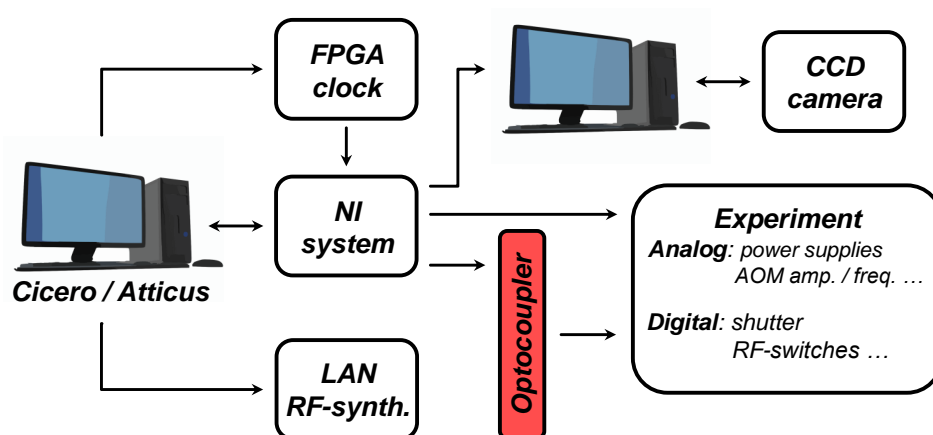 FPGA
clock
CCD
camera
NI
system
Cicero / Atticus
LAN
RF-synth.
Optocoupler
Experiment
Analog: power supplies
AOM amp. / freq. …
Digital: shutter
RF-switches …